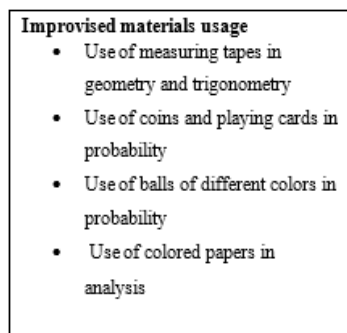 Improvised materials usage
• Use of measuring tapes in
geometry and trigonometry
• Use of coins and playing cards in
probability
• Use of balls of different colors in
probability
• Use of colored papers in
analysis